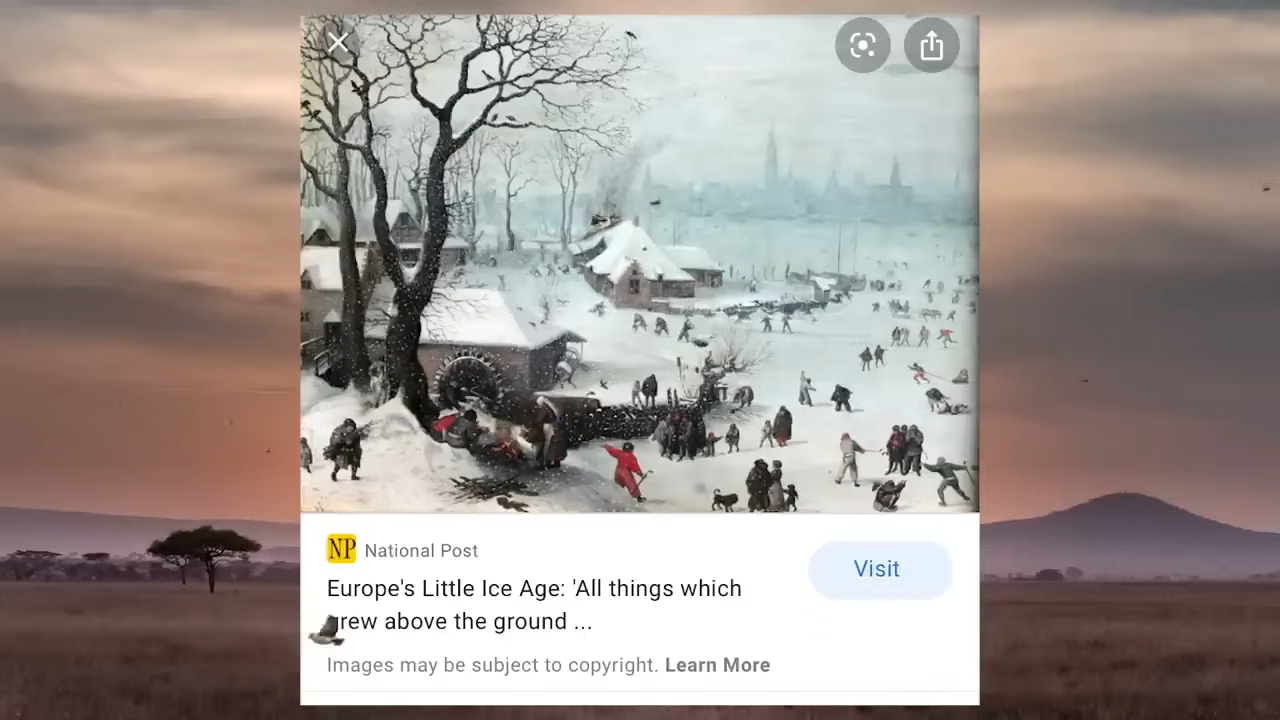 NP National Post
Visit
Europe's Little Ice Age: 'All things which
grew above the ground ...
Images may be subject to copyright. Learn More